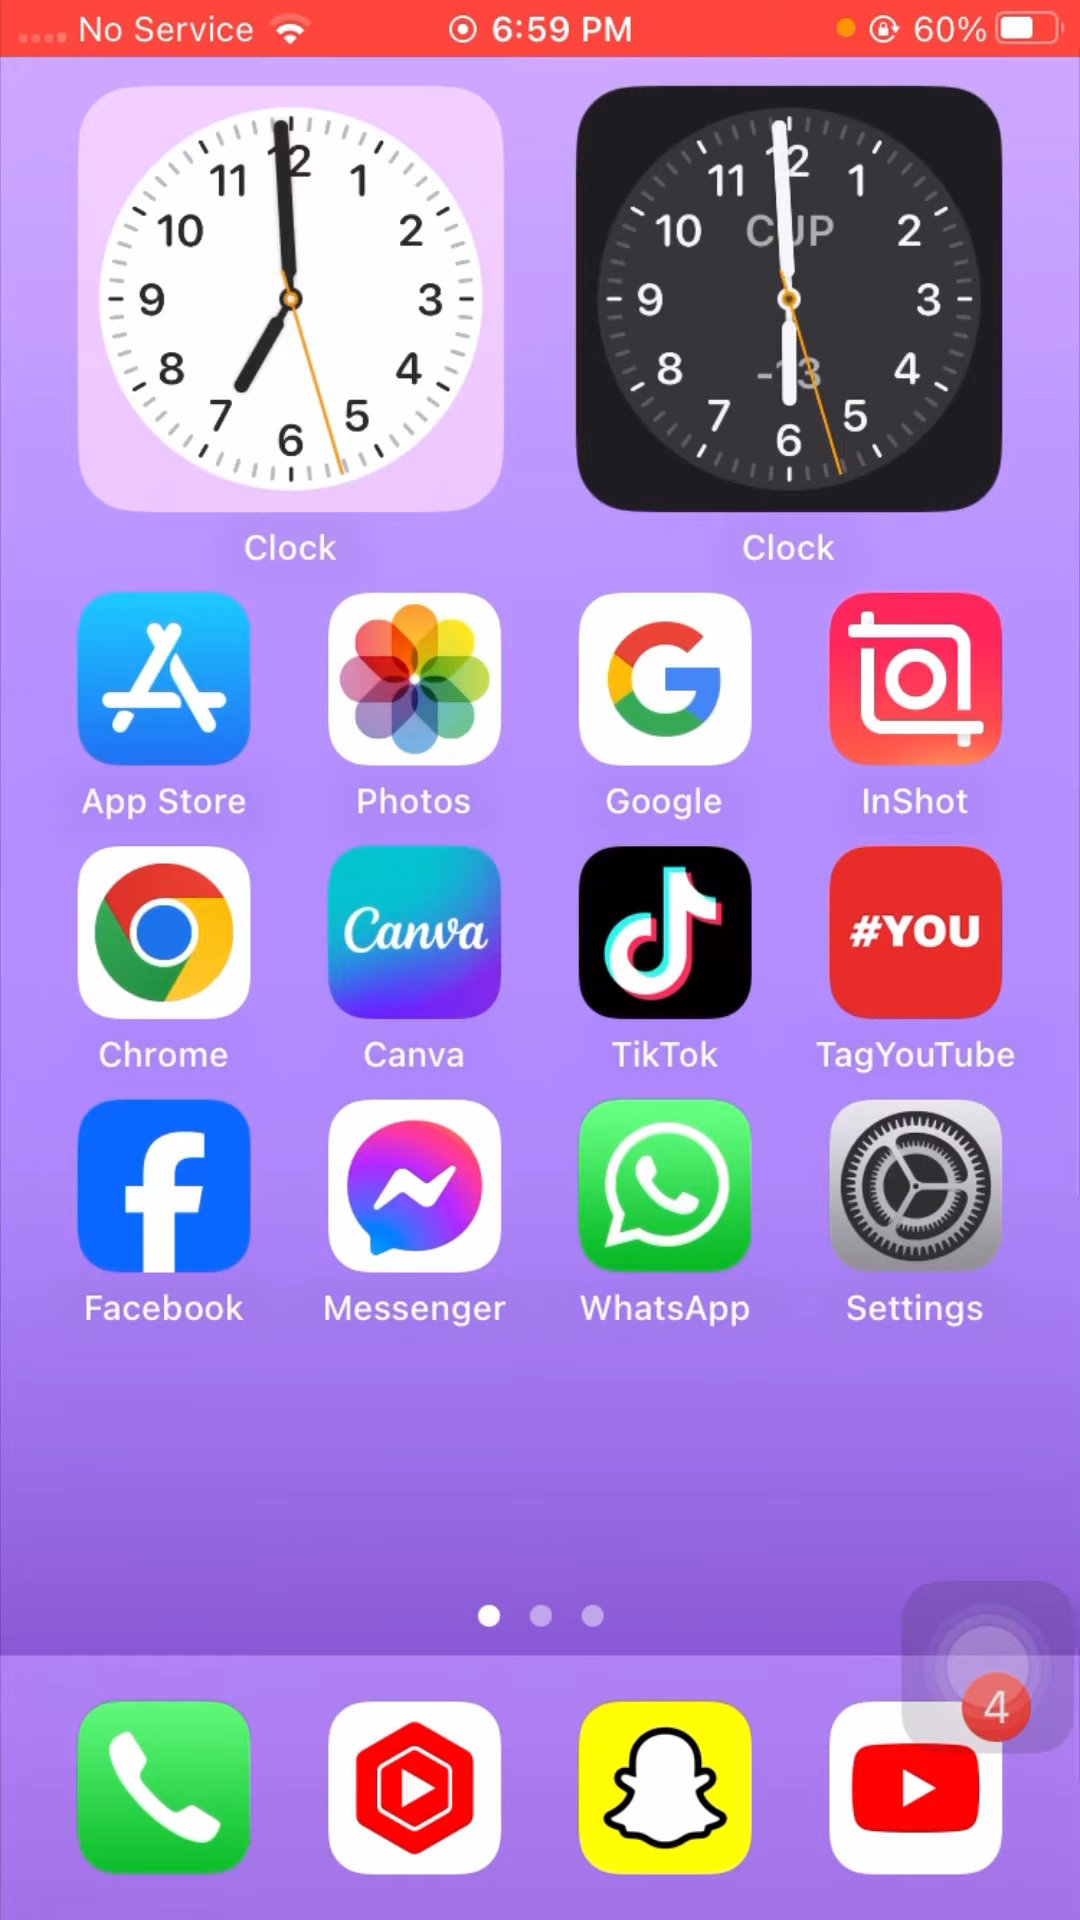 No Service 6:59 PM 60%
12
11 1
10 2
9 3
8 4
7 5
6
12
11 1
10 CUP 2
9 3
8 -13 4
7 5
6
Clock Clock
App Store Photos Google InShot
Canva #YOU
Chrome Canva TikTok TagYouTube
Facebook Messenger WhatsApp Settings
4